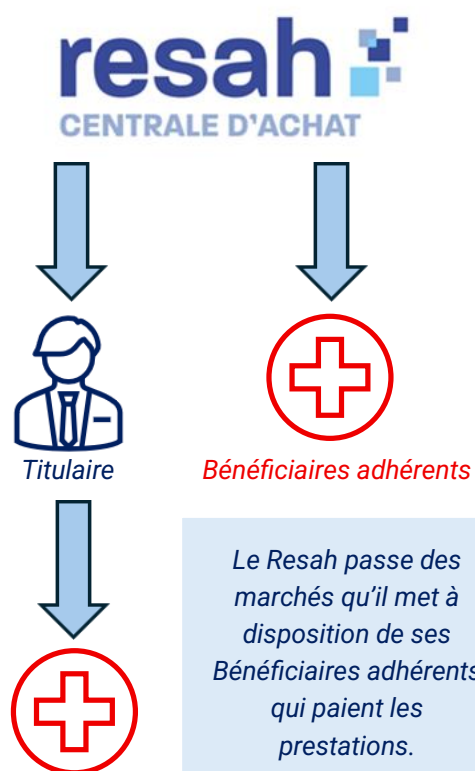 resah
CENTRALE D'ACHAT
Titulaire
Bénéficiaires adhérents
Le Resah passe des
marchés qu'il met à
disposition de ses
Bénéficiaires adhérents
qui paient les
prestations.